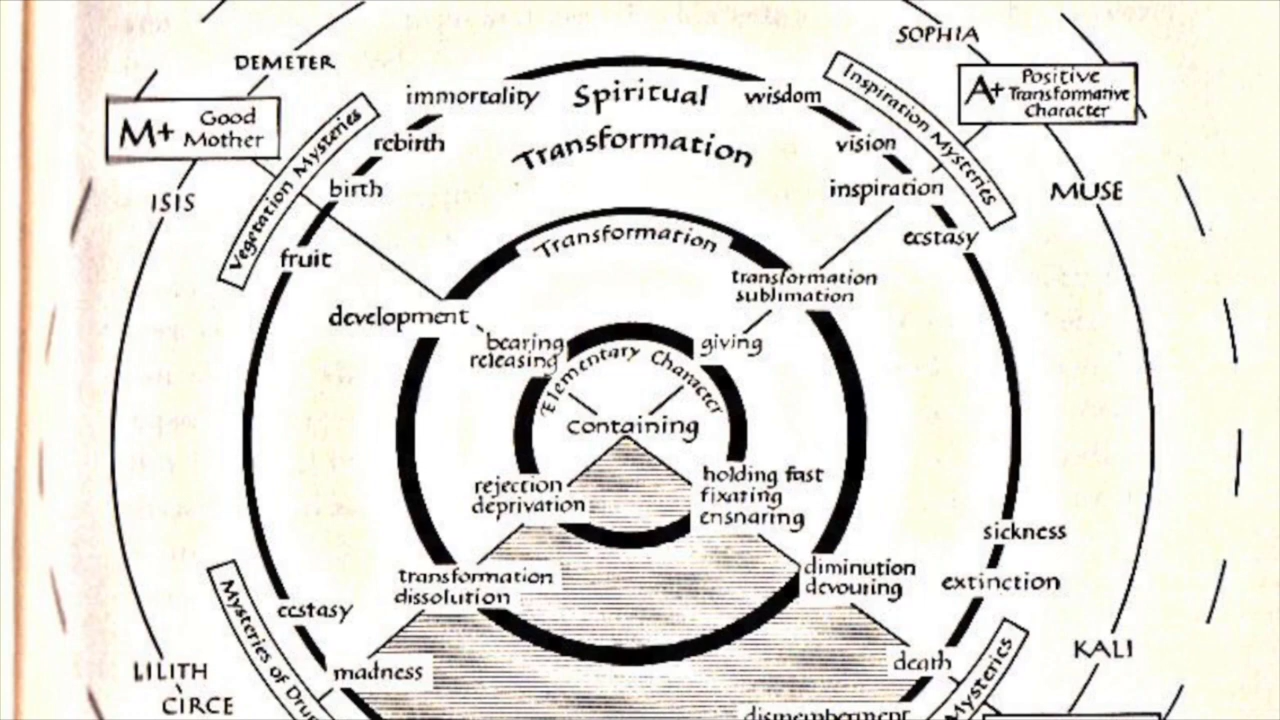 SOPHIA
DEMETER
A+ Positive
Transformative
Character
M+ Good
Mother
immortality
Spiritual
wisdom
Inspiration Mysteries
Vegetation Mysteries
rebirth
Transformation
vision
birth
inspiration
ISIS
MUSE
fruit
Transformation
ecstasy
transformation
sublimation
development
bearing
releasing
giving
Elementary Character
containing
rejection
deprivation
holding fast
fixating
ensnaring
sickness
transformation
dissolution
diminution
devouring
extinction
ecstasy
Mysteries of
madness
death
Mysteries
KALI
LILITH
CIRCE
dismemberment